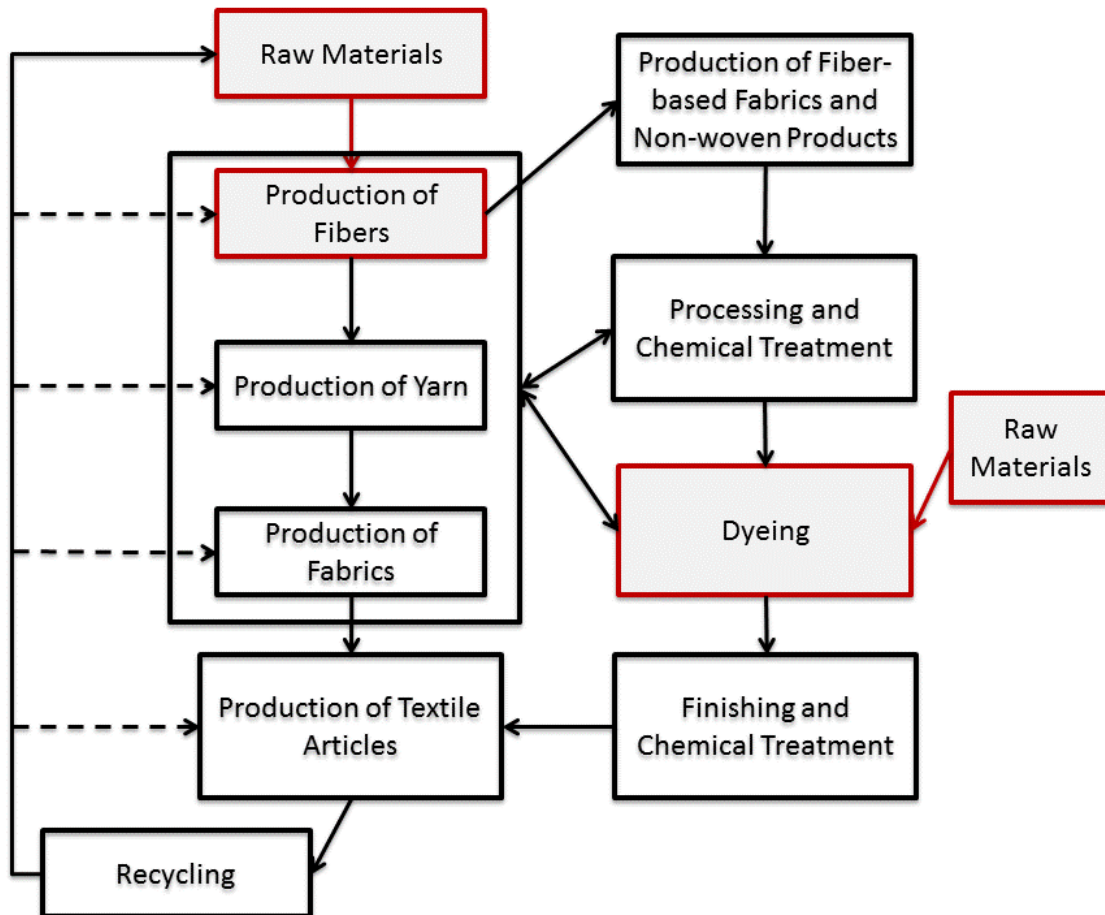 Raw Materials
Production of Fiber-
based Fabrics and
Non-woven Products
Production of
Fibers
Processing and
Chemical Treatment
Production of Yarn
Raw
Materials
Dyeing
Production of
Fabrics
Production of Textile
Articles
Finishing and
Chemical Treatment
Recycling